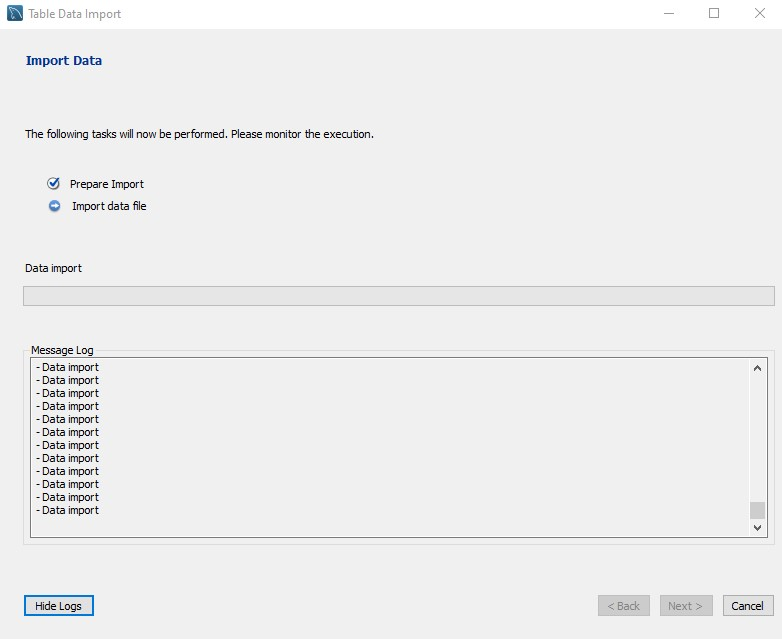 Table Data Import
Import Data
The following tasks will now be performed. Please monitor the execution.
Prepare Import
Import data file
Data import
Message Log
- Data import
- Data import
- Data import
- Data import
- Data import
- Data import
- Data import
- Data import
- Data import
- Data import
- Data import
- Data import
Hide Logs
< Back
Next >
Cancel